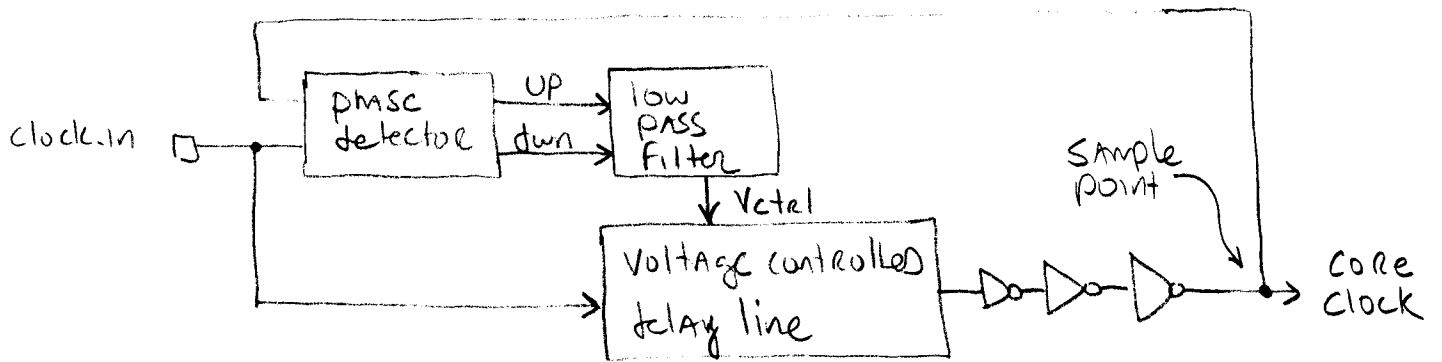 clock.in
phase
detector
UP
dwn
low
pass
filter
Vctrl
voltage controlled
delay line
sample
point
core
clock